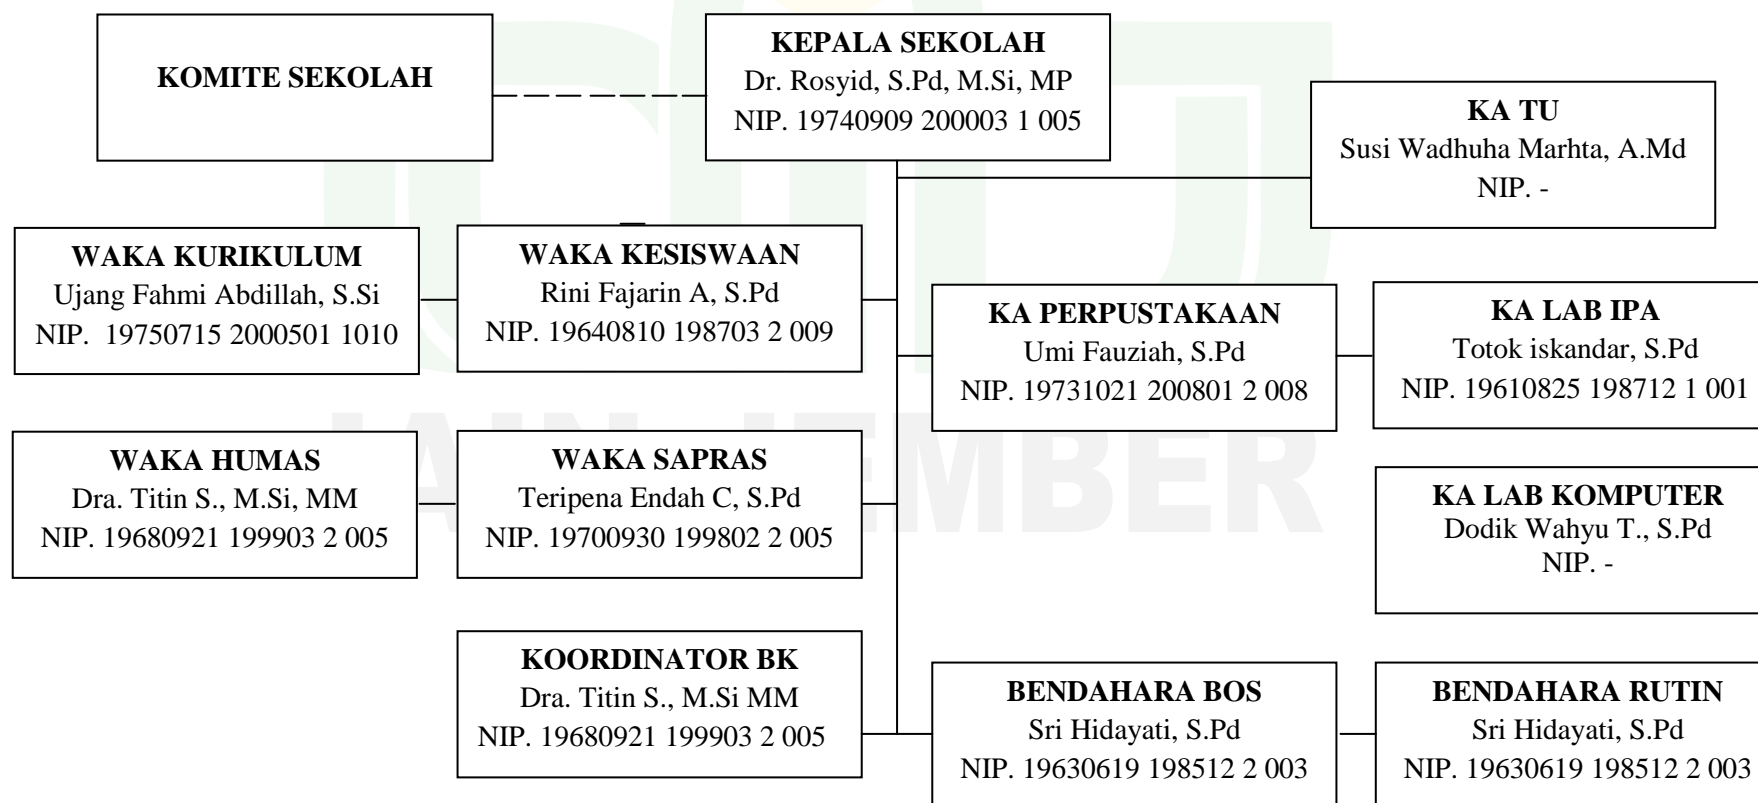 KOMITE SEKOLAH
KEPALA SEKOLAH
Dr. Rosyid, S.Pd, M.Si, MP
NIP. 19740909 200003 1 005
KA TU
Susi Wadhuha Marhta, A.Md
NIP. -
WAKA KURIKULUM
Ujang Fahmi Abdillah, S.Si
NIP.  19750715 2000501 1010
WAKA KESISWAAN
Rini Fajarin A, S.Pd
NIP. 19640810 198703 2 009
KA PERPUSTAKAAN
Umi Fauziah, S.Pd
NIP. 19731021 200801 2 008
KA LAB IPA
Totok iskandar, S.Pd
NIP. 19610825 198712 1 001
WAKA HUMAS
Dra. Titin S., M.Si, MM
NIP. 19680921 199903 2 005
WAKA SAPRAS
Teripena Endah C, S.Pd
NIP. 19700930 199802 2 005
KA LAB KOMPUTER
Dodik Wahyu T., S.Pd
NIP. -
KOORDINATOR BK
Dra. Titin S., M.Si MM
NIP. 19680921 199903 2 005
BENDAHARA BOS
Sri Hidayati, S.Pd
NIP. 19630619 198512 2 003
BENDAHARA RUTIN
Sri Hidayati, S.Pd
NIP. 19630619 198512 2 003
IAIN JEMBER